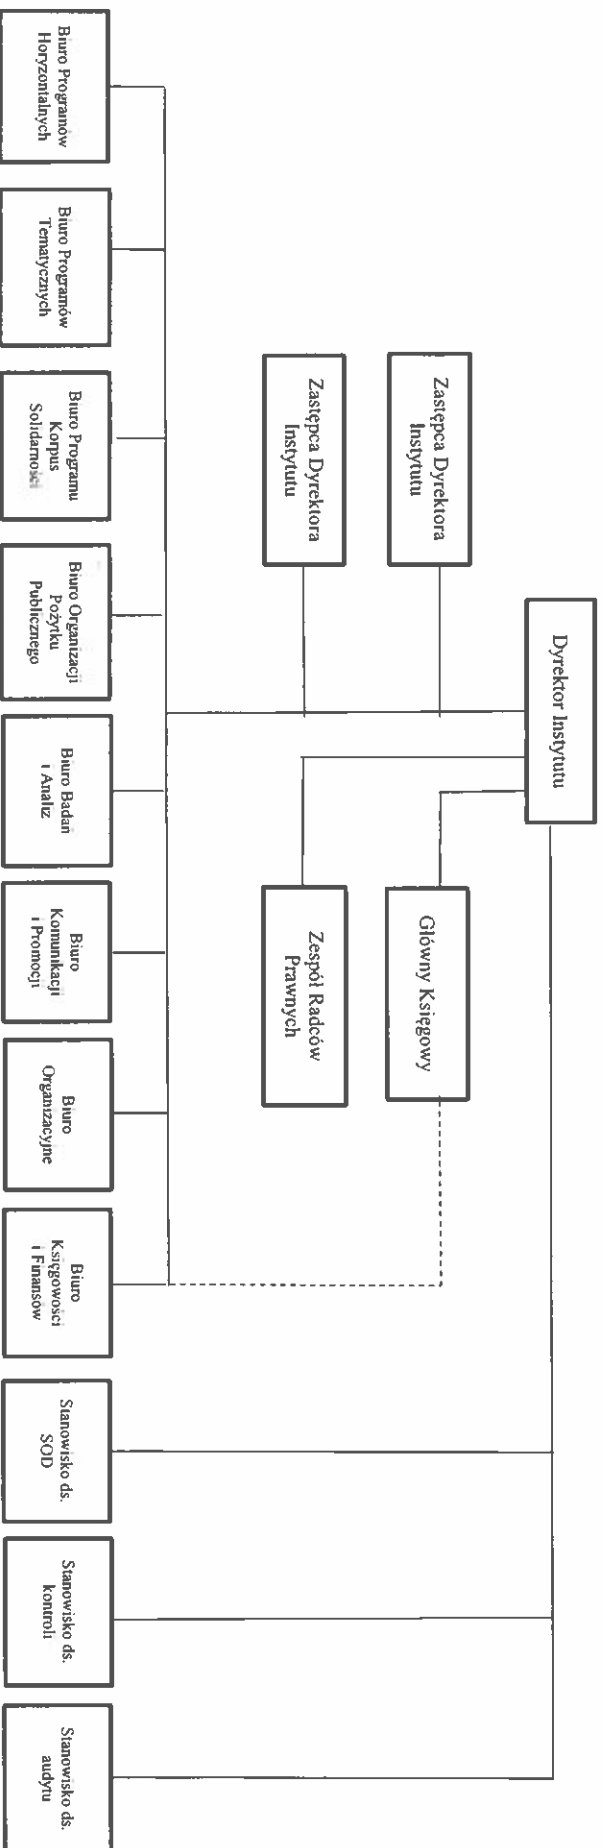 Dyrektor Instytutu
Zastępca Dyrektora
Instytutu
Zastępca Dyrektora
Instytutu
Główny Księgowy
Zespół Radców
Prawnych
Biuro Programów
Horyzontalnych
Biuro Programów
Tematycznych
Biuro Programu
Korpus
Solidarności
Biuro Organizacji
Pożytku
Publicznego
Biuro Badań
i Analiz
Biuro
Komunikacji
i Promocji
Biuro
Organizacyjne
Biuro
Księgowości
i Finansów
Stanowisko ds.
SOD
Stanowisko ds.
kontroli
Stanowisko ds.
audytu